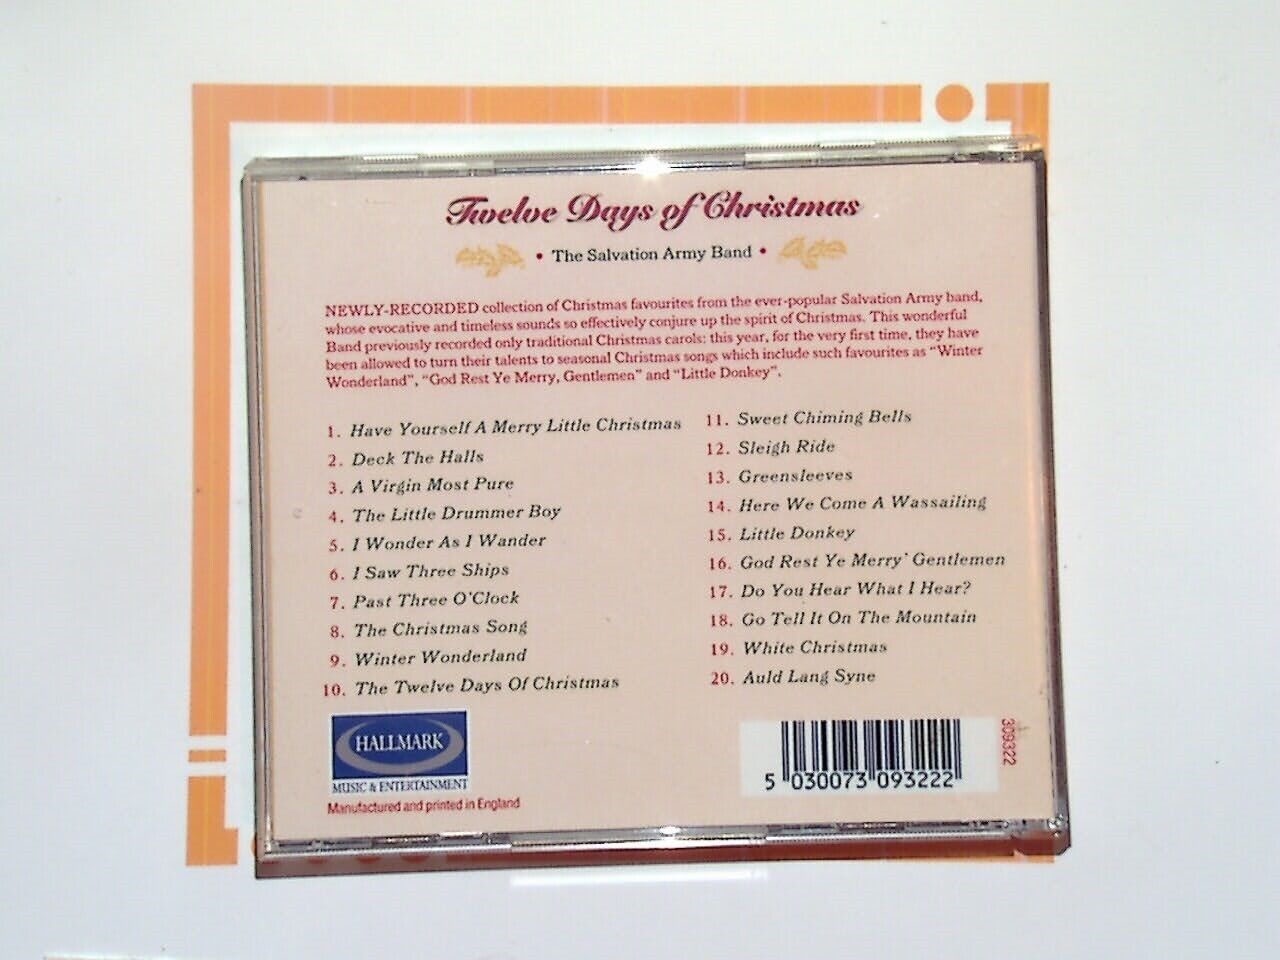 Twelve Days of Christmas
• The Salvation Army Band •
NEWLY-RECORDED collection of Christmas favourites from the ever-popular Salvation Army band,
whose evocative and timeless sounds so effectively conjure up the spirit of Christmas. This wonderful
Band previously recorded only traditional Christmas carols: this year, for the very first time, they have
been allowed to turn their talents to seasonal Christmas songs which include such favourites as "Winter
Wonderland", "God Rest Ye Merry, Gentlemen" and "Little Donkey".
1. Have Yourself A Merry Little Christmas
2. Deck The Halls
3. A Virgin Most Pure
4. The Little Drummer Boy
5. I Wonder As I Wander
6. I Saw Three Ships
7. Past Three O'Clock
8. The Christmas Song
9. Winter Wonderland
10. The Twelve Days Of Christmas
11. Sweet Chiming Bells
12. Sleigh Ride
13. Greensleeves
14. Here We Come A Wassailing
15. Little Donkey
16. God Rest Ye Merry' Gentlemen
17. Do You Hear What I Hear?
18. Go Tell It On The Mountain
19. White Christmas
20. Auld Lang Syne
HALLMARK
MUSIC & ENTERTAINMENT
Manufactured and printed in England
5 030073 093222
309322